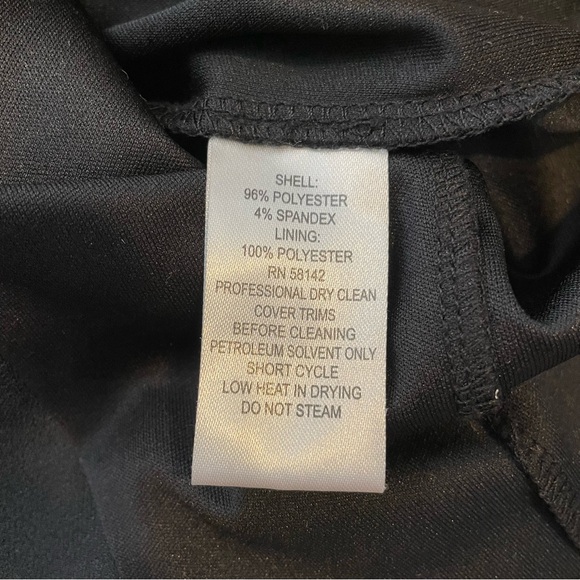 SHELL:
96% POLYESTER
4% SPANDEX
LINING:
100% POLYESTER
RN 58142
PROFESSIONAL DRY CLEAN
COVER TRIMS
BEFORE CLEANING
PETROLEUM SOLVENT ONLY
SHORT CYCLE
LOW HEAT IN DRYING
DO NOT STEAM